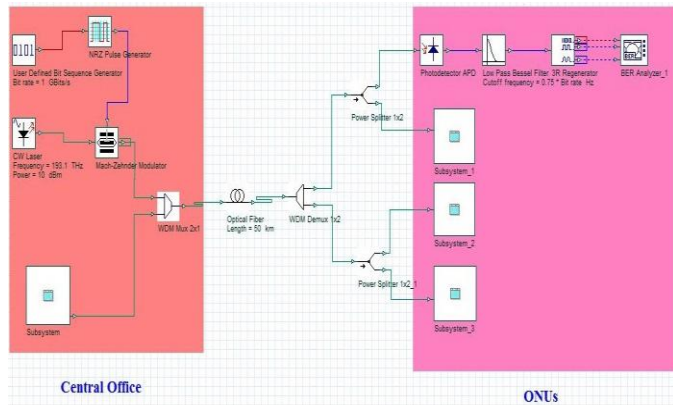 0101
NRZ Pulse Generator
User Defined Bit Sequence Generator
Bit rate = 1 GBits/s
CW Laser
Frequency = 193.1 THz
Power = 10 dBm
Mach-Zehnder Modulator
WDM Mux 2x1
Subsystem
Central Office
Optical Fiber
Length = 50 km
WDM Demux 1x2
Power Splitter 1x2
Power Splitter 1x2_1
Photodetector APD
Low Pass Bessel Filter
Cutoff frequency = 0.75 * Bit rate Hz
3R Regenerator
BER Analyzer_1
Subsystem_1
Subsystem_2
Subsystem_3
ONUs